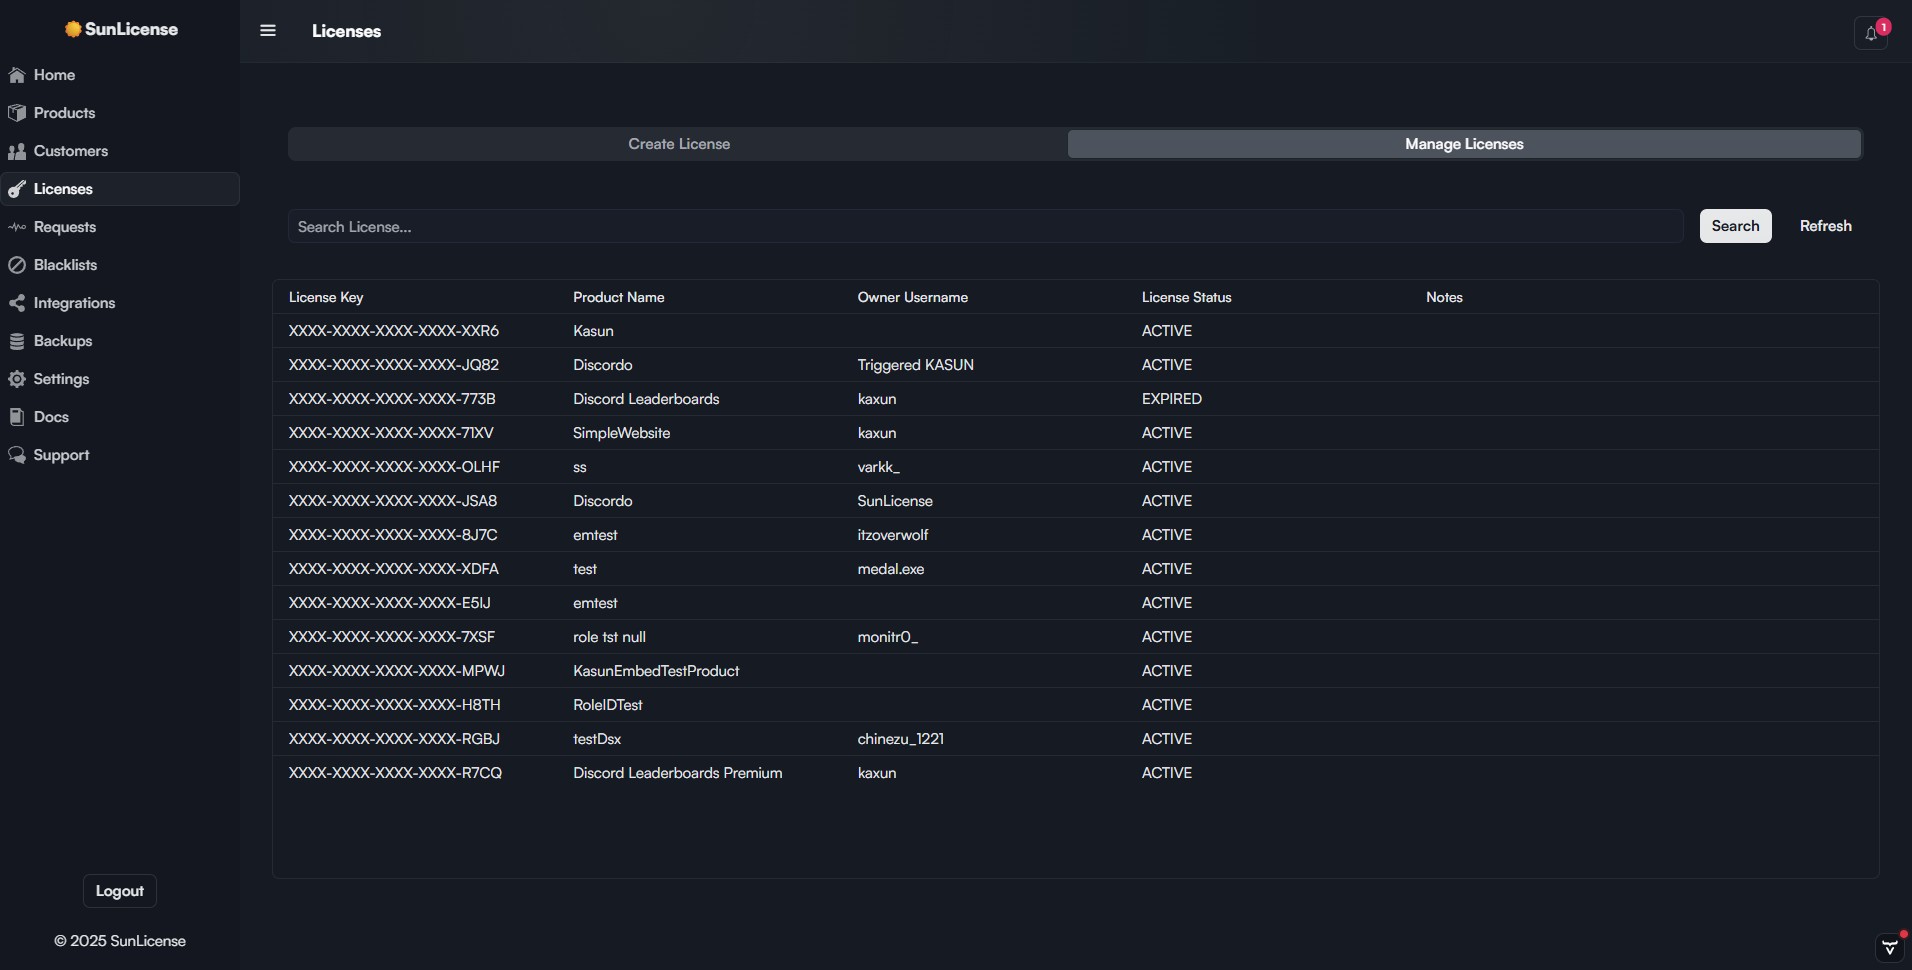 SunLicense
Home
Products
Customers
Licenses
Requests
Blacklists
Integrations
Backups
Settings
Docs
Support
Logout
© 2025 SunLicense
Licenses
1
Create License
Manage Licenses
Search License...
Search
Refresh
License Key Product Name Owner Username License Status Notes
XXXX-XXXX-XXXX-XXXX-XXR6 Kasun ACTIVE
XXXX-XXXX-XXXX-XXXX-JQ82 Discordo Triggered KASUN ACTIVE
XXXX-XXXX-XXXX-XXXX-773B Discord Leaderboards kaxun EXPIRED
XXXX-XXXX-XXXX-XXXX-71XV SimpleWebsite kaxun ACTIVE
XXXX-XXXX-XXXX-XXXX-OLHF ss varkk_ ACTIVE
XXXX-XXXX-XXXX-XXXX-JSA8 Discordo SunLicense ACTIVE
XXXX-XXXX-XXXX-XXXX-8J7C emtest itzoverwolf ACTIVE
XXXX-XXXX-XXXX-XXXX-XDFA test medal.exe ACTIVE
XXXX-XXXX-XXXX-XXXX-E5IJ emtest ACTIVE
XXXX-XXXX-XXXX-XXXX-7XSF role tst null monitr0_ ACTIVE
XXXX-XXXX-XXXX-XXXX-MPWJ KasunEmbedTestProduct ACTIVE
XXXX-XXXX-XXXX-XXXX-H8TH RoleIDTest ACTIVE
XXXX-XXXX-XXXX-XXXX-RGBJ testDsx chinezu_1221 ACTIVE
XXXX-XXXX-XXXX-XXXX-R7CQ Discord Leaderboards Premium kaxun ACTIVE